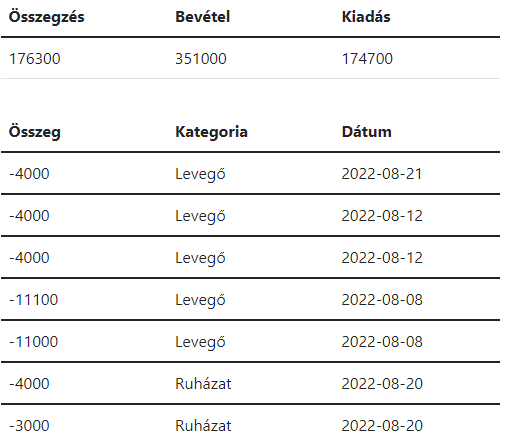 Összegzés Bevétel Kiadás
176300 351000 174700
Összeg Kategoria Dátum
-4000 Levegő 2022-08-21
-4000 Levegő 2022-08-12
-4000 Levegő 2022-08-12
-11100 Levegő 2022-08-08
-11000 Levegő 2022-08-08
-4000 Ruházat 2022-08-20
-3000 Ruházat 2022-08-20